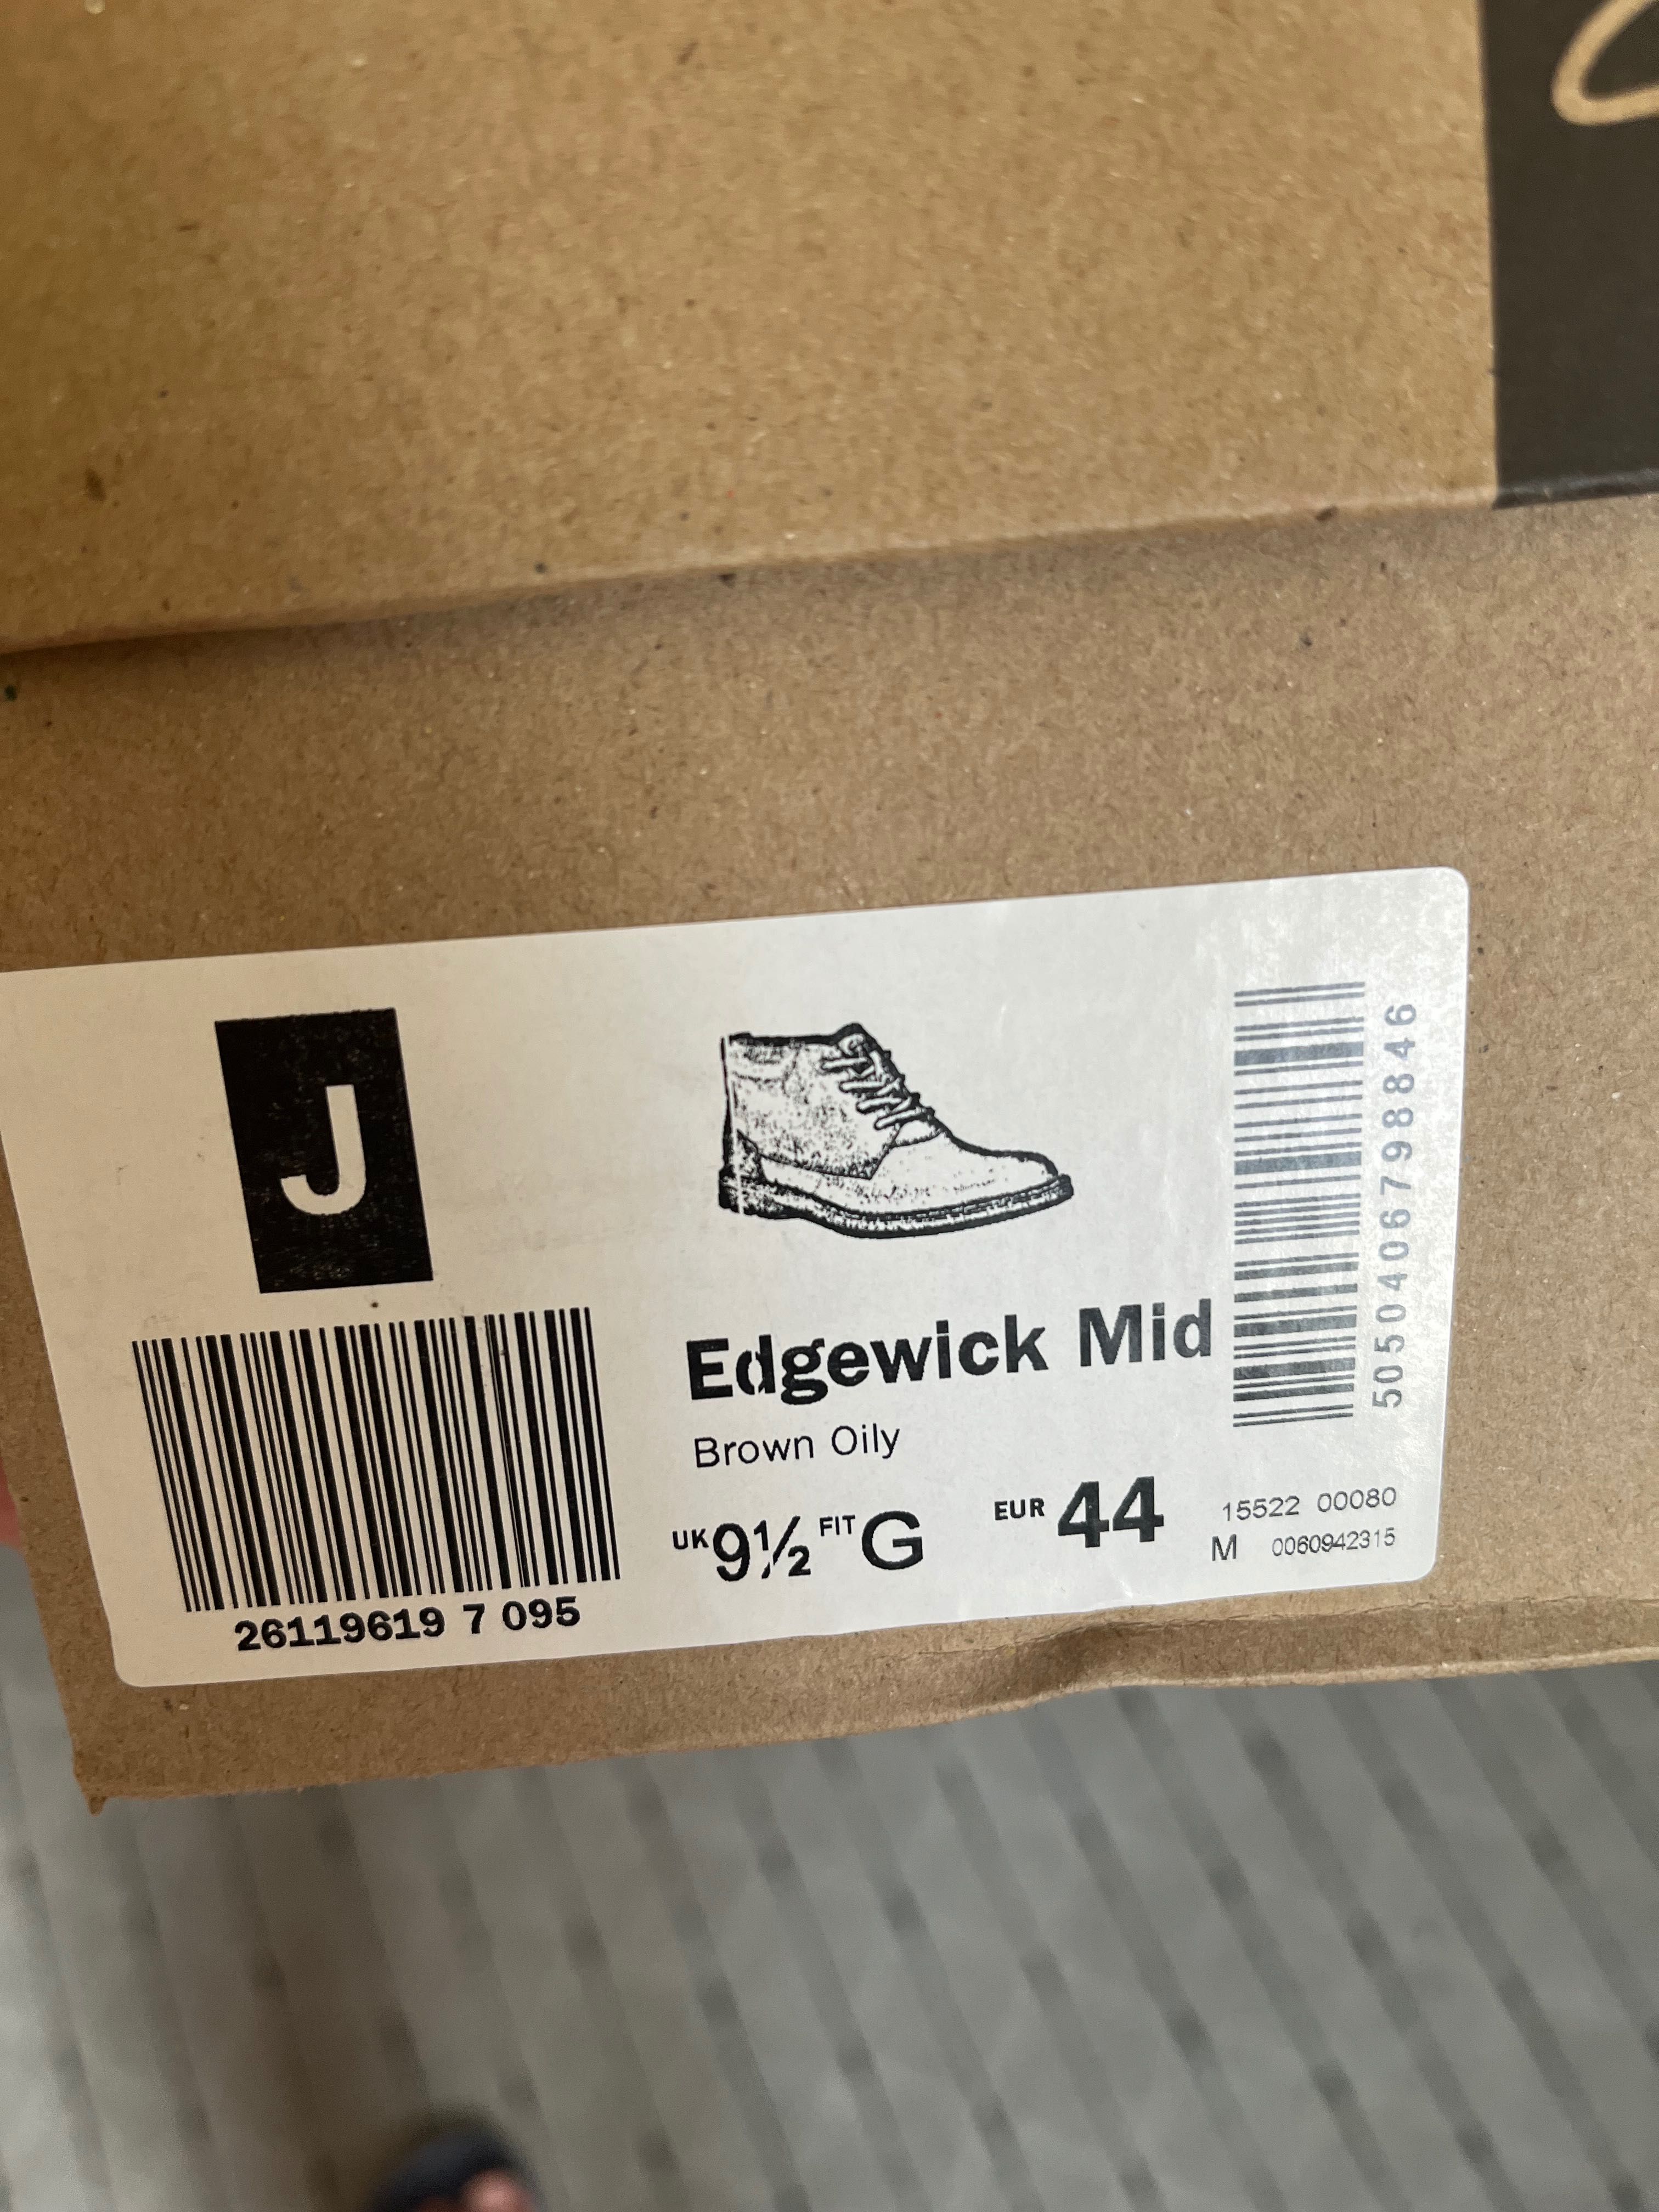 J
Edgewick Mid
Brown Oily
UK 9½ FIT G EUR 44
26119619 7 095
5050406798846
15522 00080
M 0060942315